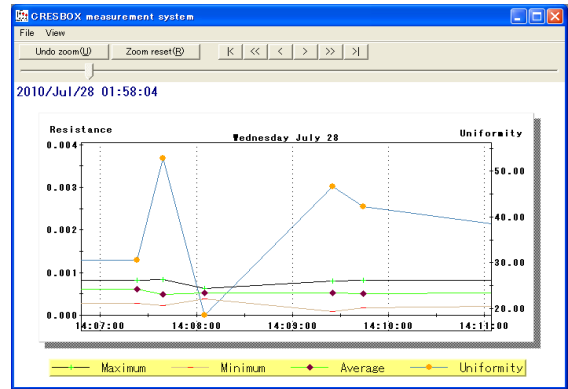 CRESBOX measurement system
File View
Undo zoom(U) Zoom reset(R) K << < > >> >|
2010/Jul/28 01:58:04
Resistance Wednesday July 28 Uniformity
0.004
50.00
0.003
40.00
0.002
30.00
0.001
20.00
0.000
14:07:00 14:08:00 14:09:00 14:10:00 14:11:00
Maximum Minimum Average Uniformity